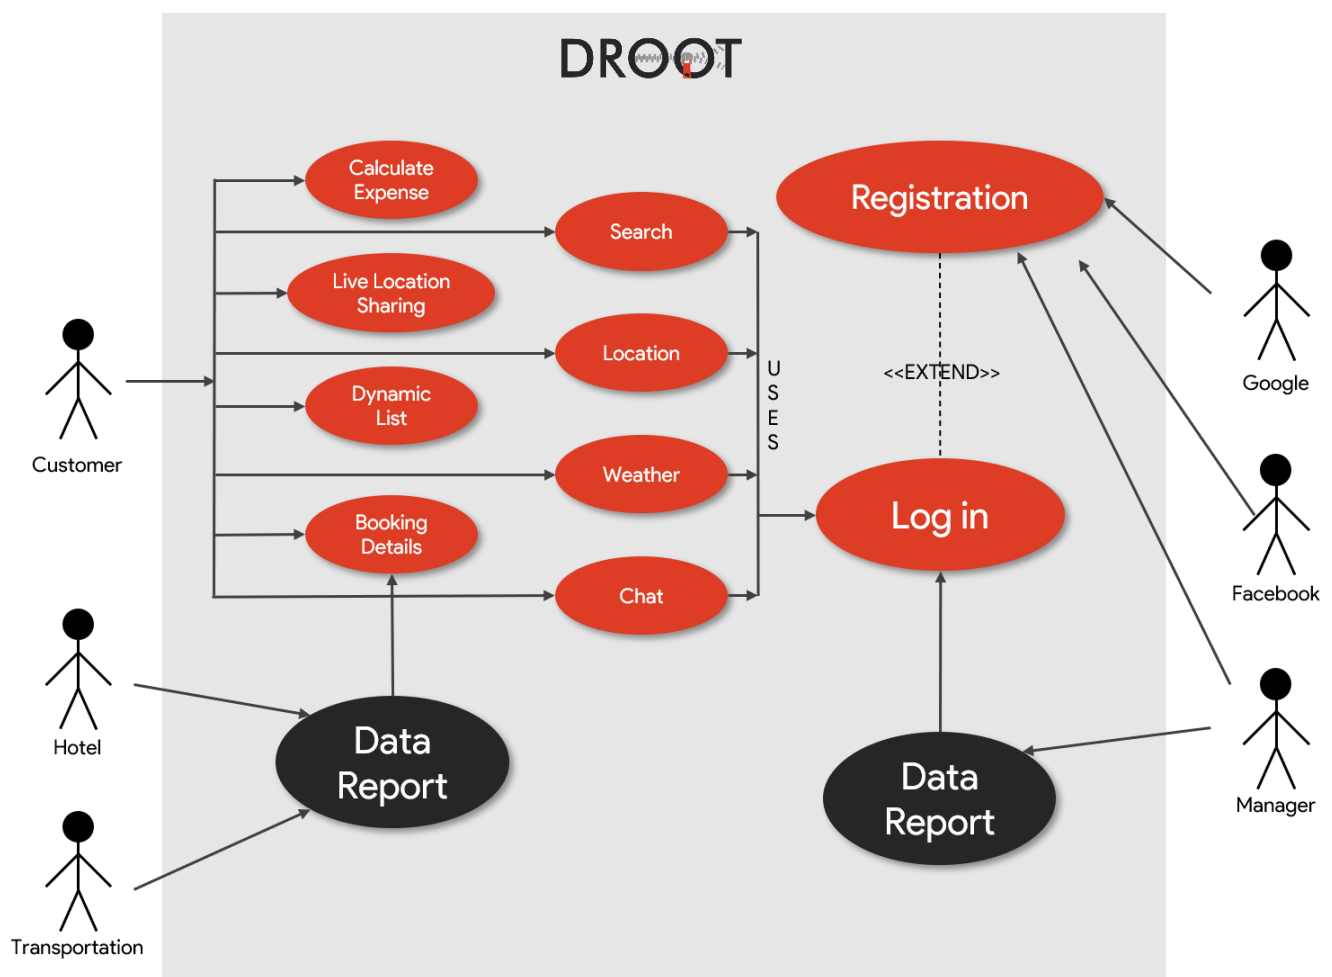 DROOT
Calculate
Expense
Search
Registration
Live Location
Sharing
Location
Dynamic
List
U
S
E
S
<<EXTEND>>
Google
Customer
Weather
Log in
Booking
Details
Chat
Facebook
Hotel
Data
Report
Data
Report
Manager
Transportation